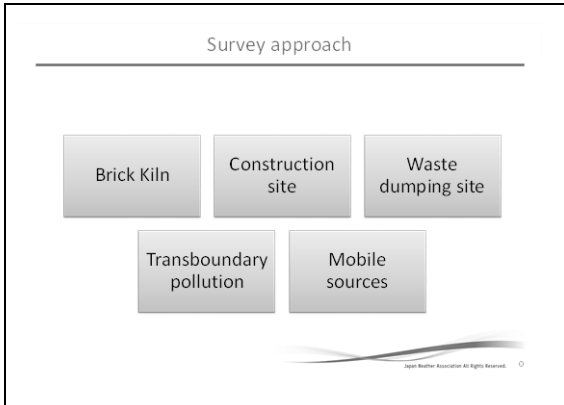 Survey approach
Brick Kiln
Construction
site
Waste
dumping site
Transboundary
pollution
Mobile
sources
Japan Weather Association All Rights Reserved.